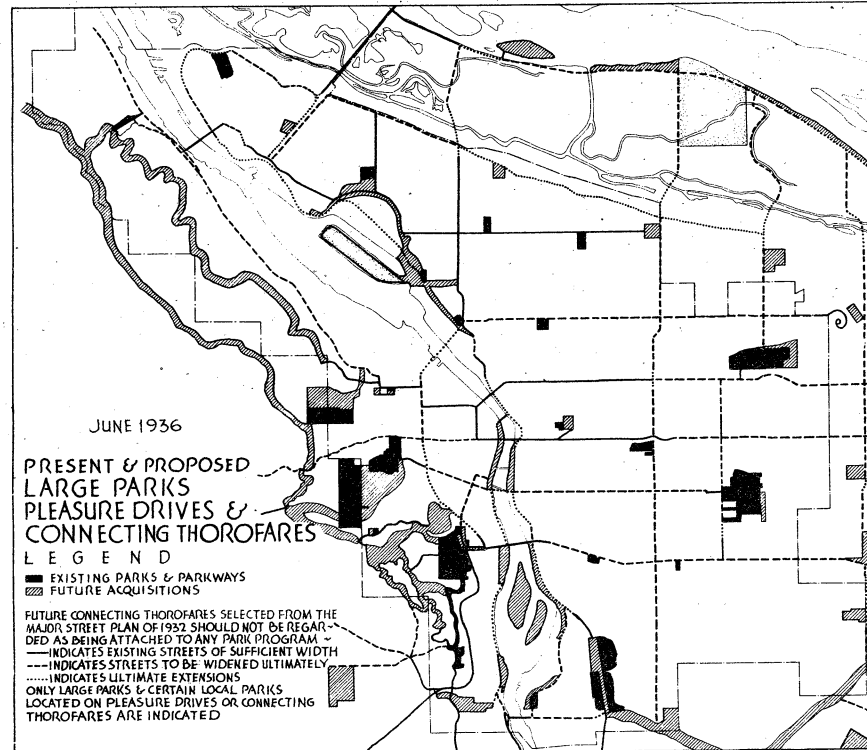 JUNE 1936
PRESENT & PROPOSED
LARGE PARKS
PLEASURE DRIVES &
CONNECTING THOROFARES
LEGEND
EXISTING PARKS & PARKWAYS
FUTURE ACQUISITIONS
FUTURE CONNECTING THOROFARES SELECTED FROM THE
MAJOR STREET PLAN OF 1932 SHOULD NOT BE REGAR-
DED AS BEING ATTACHED TO ANY PARK PROGRAM ~
INDICATES EXISTING STREETS OF SUFFICIENT WIDTH
INDICATES STREETS TO BE WIDENED ULTIMATELY
INDICATES ULTIMATE EXTENSIONS
ONLY LARGE PARKS & CERTAIN LOCAL PARKS
LOCATED ON PLEASURE DRIVES OR CONNECTING
THOROFARES ARE INDICATED